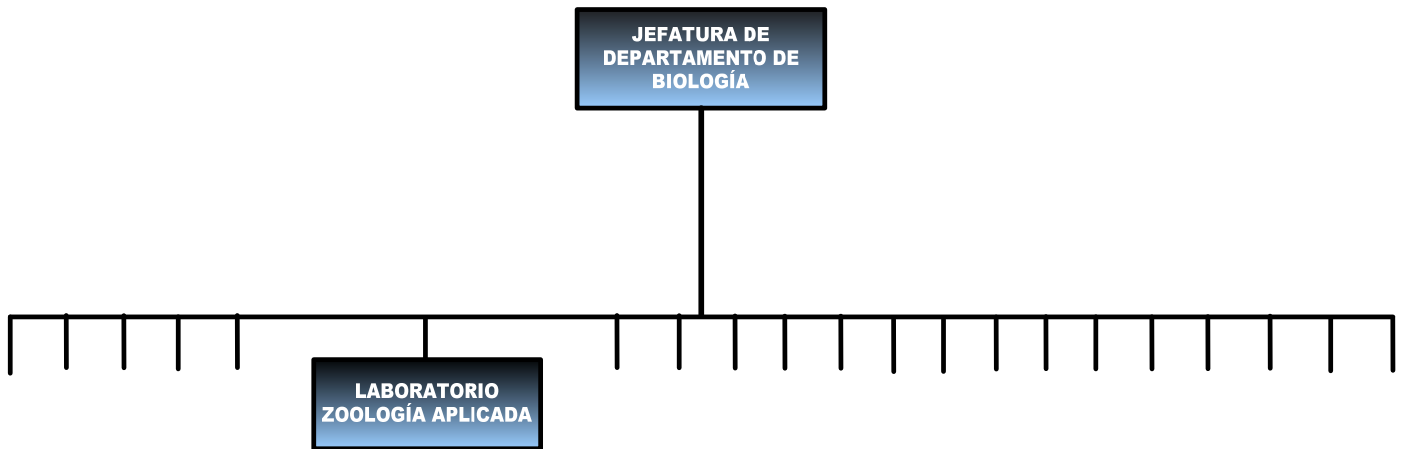 JEFATURA DE
DEPARTAMENTO DE
BIOLOGÍA
LABORATORIO
ZOOLOGÍA APLICADA